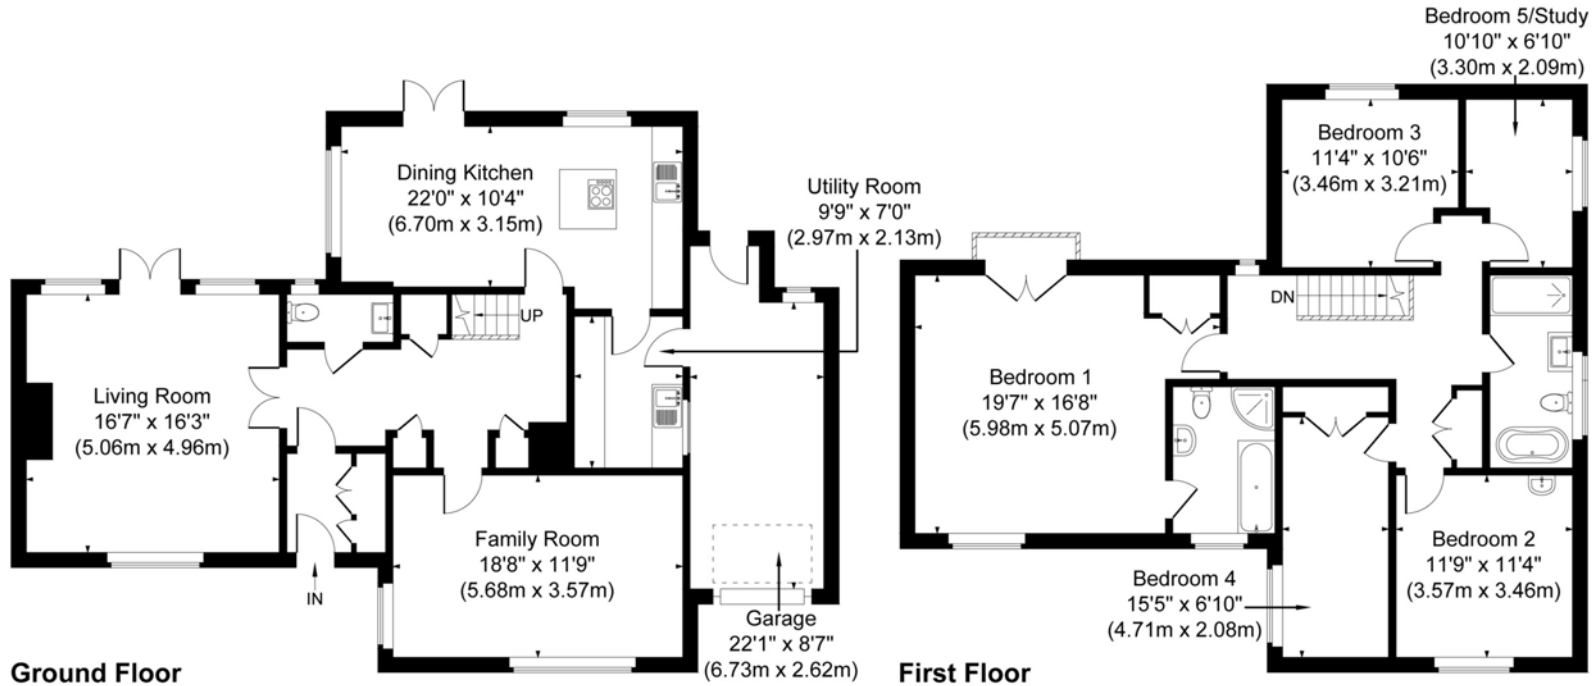 Dining Kitchen
22'0" x 10'4"
(6.70m x 3.15m)
Utility Room
9'9" x 7'0"
(2.97m x 2.13m)
UP
Living Room
16'7" x 16'3"
(5.06m x 4.96m)
Family Room
18'8" x 11'9"
(5.68m x 3.57m)
IN
Garage
22'1" x 8'7"
(6.73m x 2.62m)
Ground Floor
Bedroom 5/Study
10'10" x 6'10"
(3.30m x 2.09m)
Bedroom 3
11'4" x 10'6"
(3.46m x 3.21m)
DN
Bedroom 1
19'7" x 16'8"
(5.98m x 5.07m)
Bedroom 4
15'5" x 6'10"
(4.71m x 2.08m)
Bedroom 2
11'9" x 11'4"
(3.57m x 3.46m)
First Floor